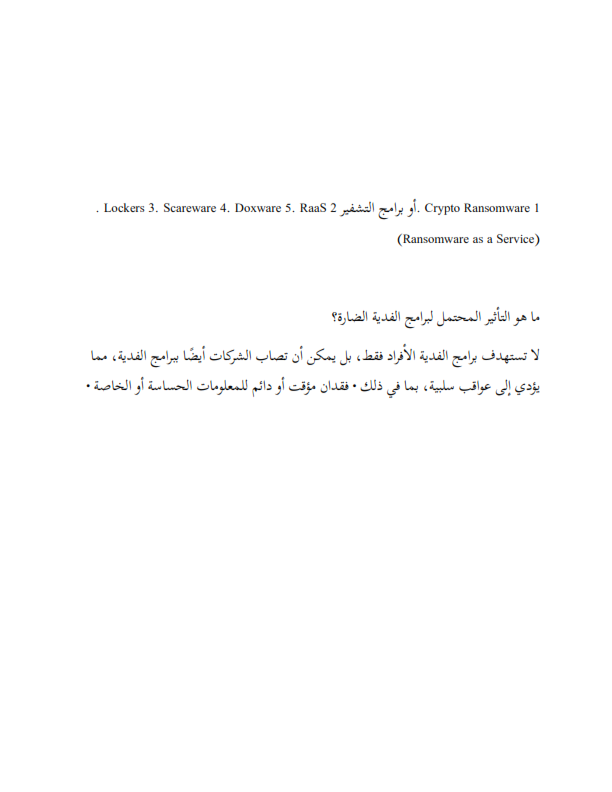 Crypto Ransomware 1 .أو برامج التشفير Lockers 3. Scareware 4. Doxware 5. RaaS 2 .
(Ransomware as a Service)
ما هو التأثير المحتمل لبرامج الفدية الضارة؟
لا تستهدف برامج الفدية الأفراد فقط، بل يمكن أن تصاب الشركات أيضًا ببرامج الفدية، مما
يؤدي إلى عواقب سلبية، بما في ذلك • فقدان مؤقت أو دائم للمعلومات الحساسة أو الخاصة •